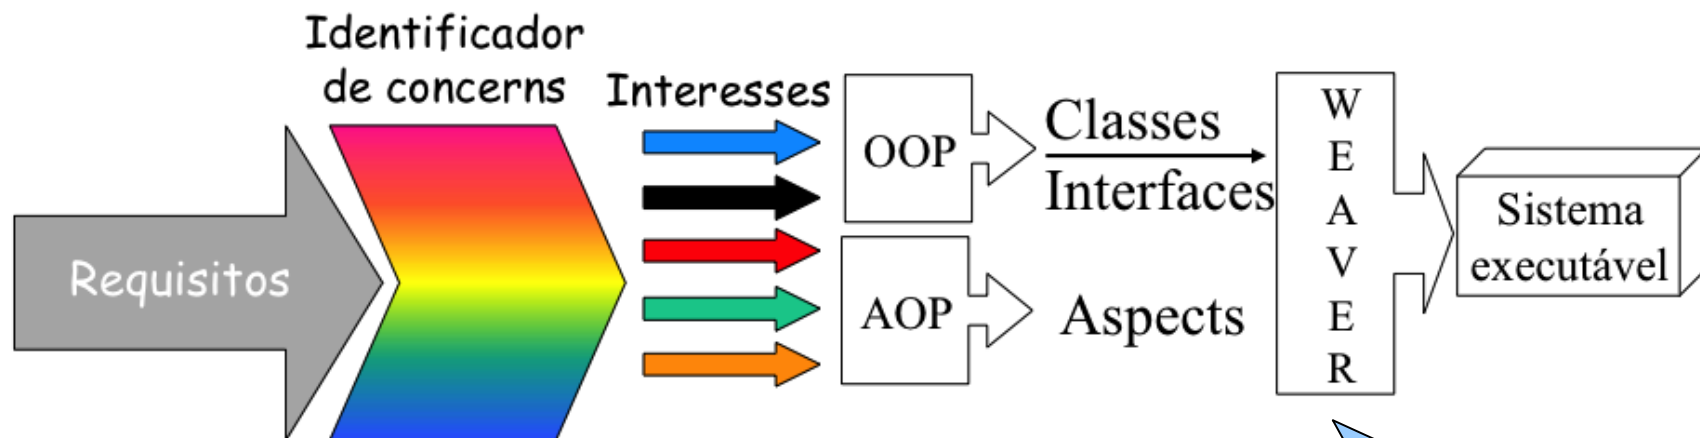 Identificador
de concerns
Interesses
Requisitos
OOP
AOP
Classes
Interfaces
Aspects
W
E
A
V
E
R
Sistema
executável